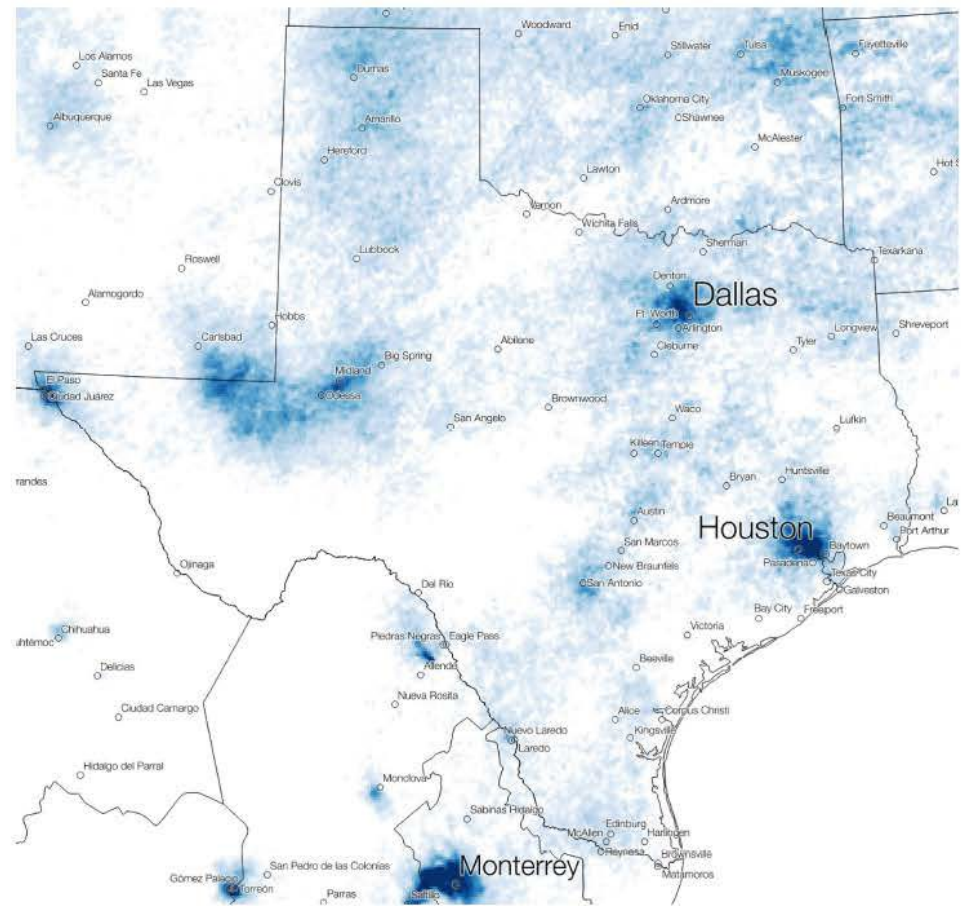 Woodward
Enid
Stillwater
Tulsa
Fayetteville
Los Alamos
Santa Fe
Las Vegas
Dumas
Muskogee
Albuquerque
Amarillo
Oklahoma City
Shawnee
Fort Smith
McAlester
Hereford
Hot S
Clovis
Lawton
Vernon
Ardmore
Wichita Falls
Lubbock
Sherman
Texarkana
Roswell
Denton
Dallas
Alamogordo
Hobbs
Ft. Worth
Arlington
Longview
Shreveport
Las Cruces
Carlsbad
Abilene
Cleburne
Tyler
Big Spring
Midland
El Paso
Ciudad Juárez
Odessa
Brownwood
San Angelo
Waco
Lufkin
Killeen
Temple
randes
Bryan
Huntsville
La
Austin
Houston
Beaumont
Port Arthur
San Marcos
Baytown
Pasadena
Ojinaga
New Braunfels
Texas City
Del Rio
San Antonio
Galveston
Bay City
Freeport
Chihuahua
Piedras Negras
Eagle Pass
Victoria
uhtémoc
Allende
Beeville
Delicias
Nueva Rosita
Ciudad Camargo
Alice
Corpus Christi
Nuevo Laredo
Kingsville
Laredo
Hidalgo del Parral
Monclova
Sabinas Hidalgo
Edinburg
McAllen
Harlingen
Reynosa
Brownsville
Monterrey
San Pedro de las Colonias
Matamoros
Gómez Palacio
Torreón
Parras
Saltillo